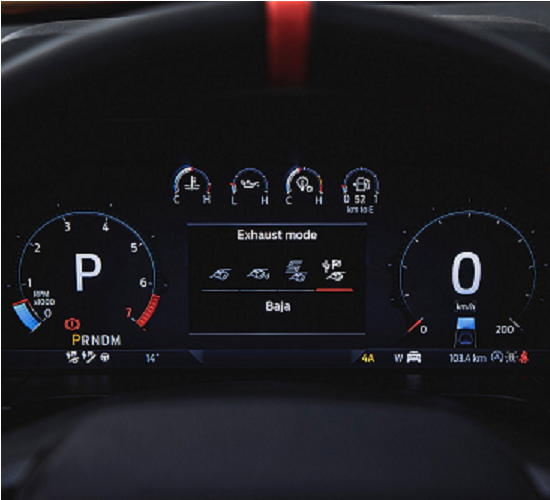 C H
L H
C H
0 52 1
km to E
Exhaust mode
Baja
P
1 2 3 4 5 6 7
RPM
x1000
0
PRNDM
0
km/h
0 200
14°
4A
W
103.4 km